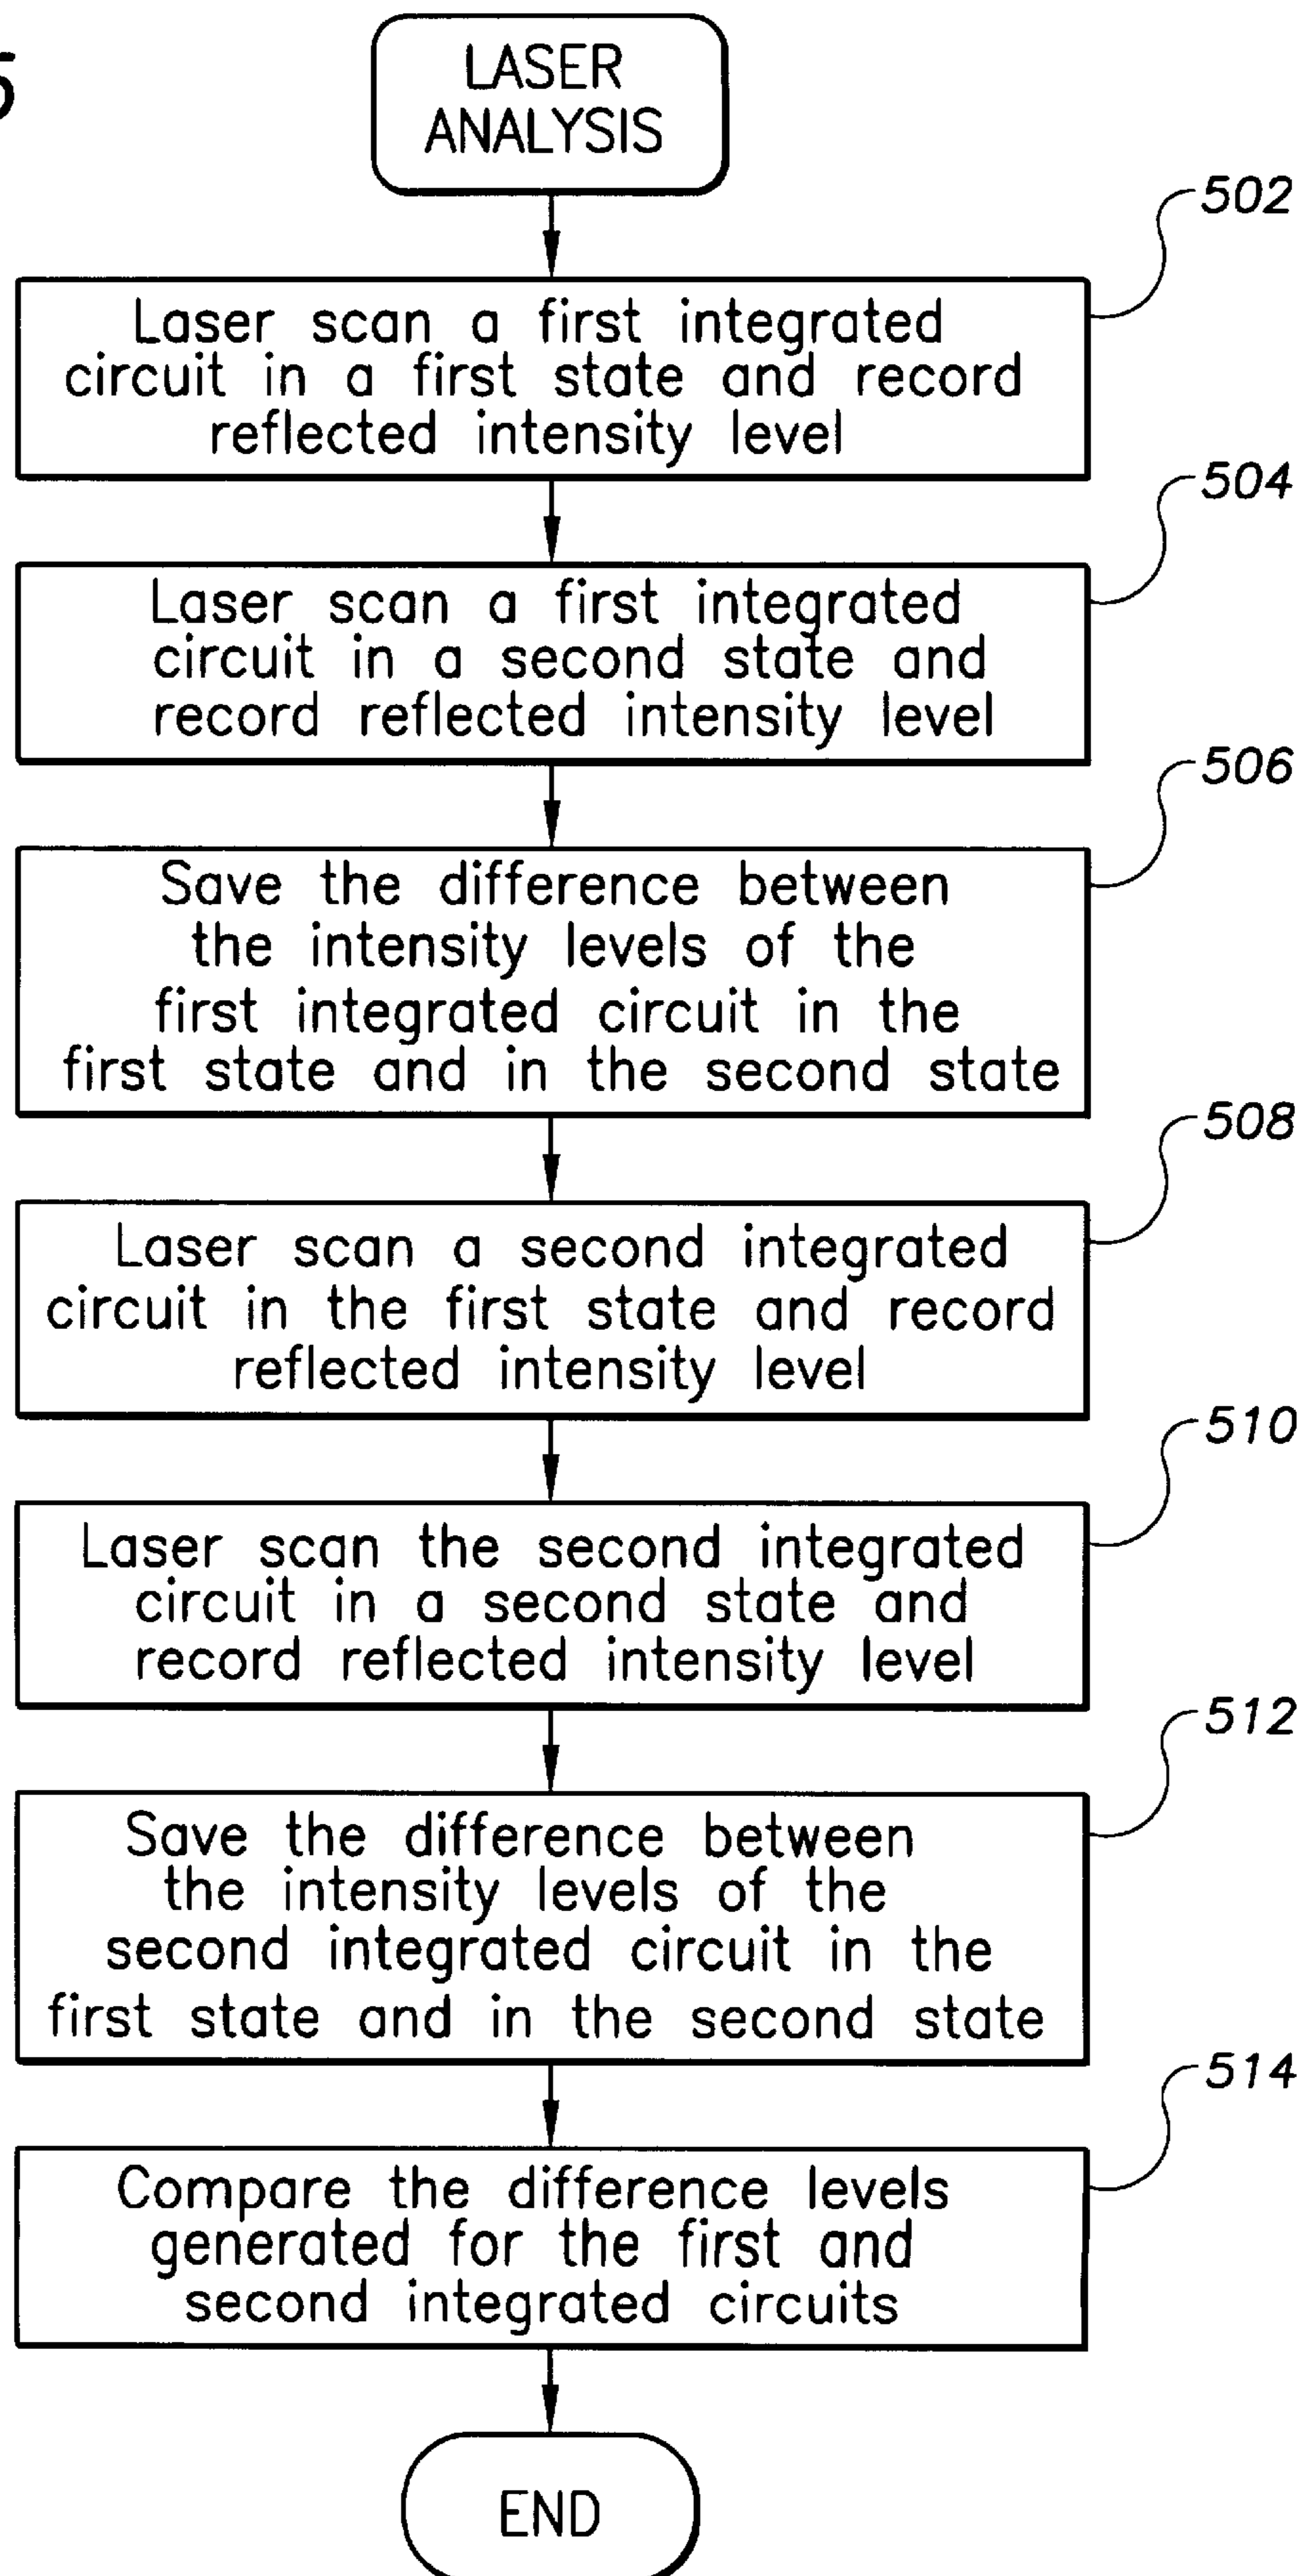 5
LASER
ANALYSIS
502
Laser scan a first integrated
circuit in a first state and record
reflected intensity level
504
Laser scan a first integrated
circuit in a second state and
record reflected intensity level
506
Save the difference between
the intensity levels of the
first integrated circuit in the
first state and in the second state
508
Laser scan a second integrated
circuit in the first state and record
reflected intensity level
510
Laser scan the second integrated
circuit in a second state and
record reflected intensity level
512
Save the difference between
the intensity levels of the
second integrated circuit in the
first state and in the second state
514
Compare the difference levels
generated for the first and
second integrated circuits
END